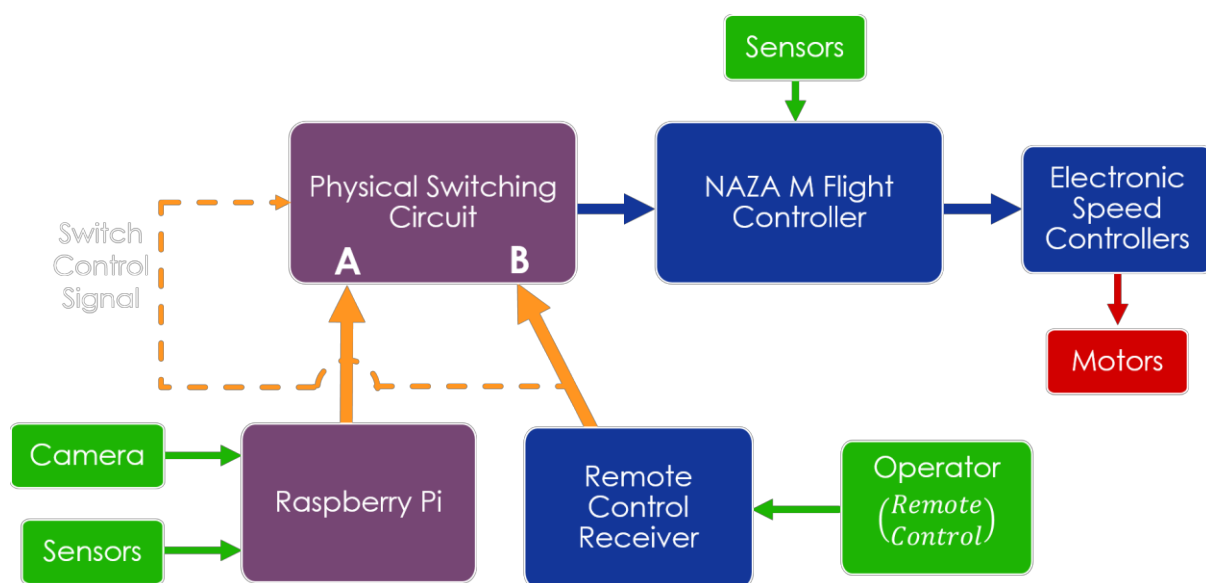 Sensors
Physical Switching
Circuit
A
B
NAZA M Flight
Controller
Electronic
Speed
Controllers
Switch
Control
Signal
Motors
Camera
Sensors
Raspberry Pi
Remote
Control
Receiver
Operator
(Remote
Control)